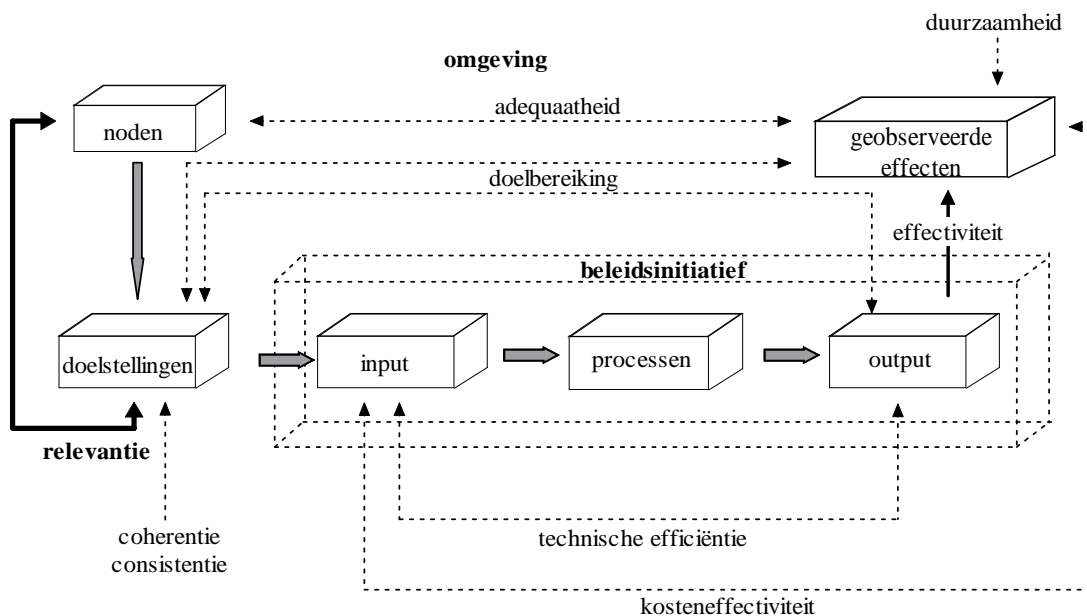 duurzaamheid
omgeving
adequaatheid
noden
geobserveerde
effecten
doelbereiking
effectiviteit
beleidsinitiatief
doelstellingen
input
processen
output
relevantie
coherentie
consistentie
technische efficiëntie
kosteneffectiviteit